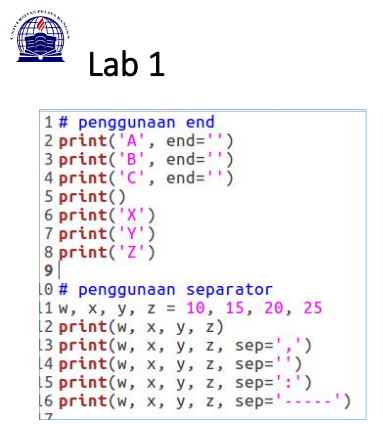 UNIVERSITAS PELITA BANGSA
Lab 1
1 # penggunaan end
2 print('A', end='')
3 print('B', end='')
4 print('C', end='')
5 print()
6 print('X')
7 print('Y')
8 print('Z')
9
10 # penggunaan separator
11 w, x, y, z = 10, 15, 20, 25
12 print(w, x, y, z)
13 print(w, x, y, z, sep=',')
14 print(w, x, y, z, sep='')
15 print(w, x, y, z, sep=':')
16 print(w, x, y, z, sep='-----')
17